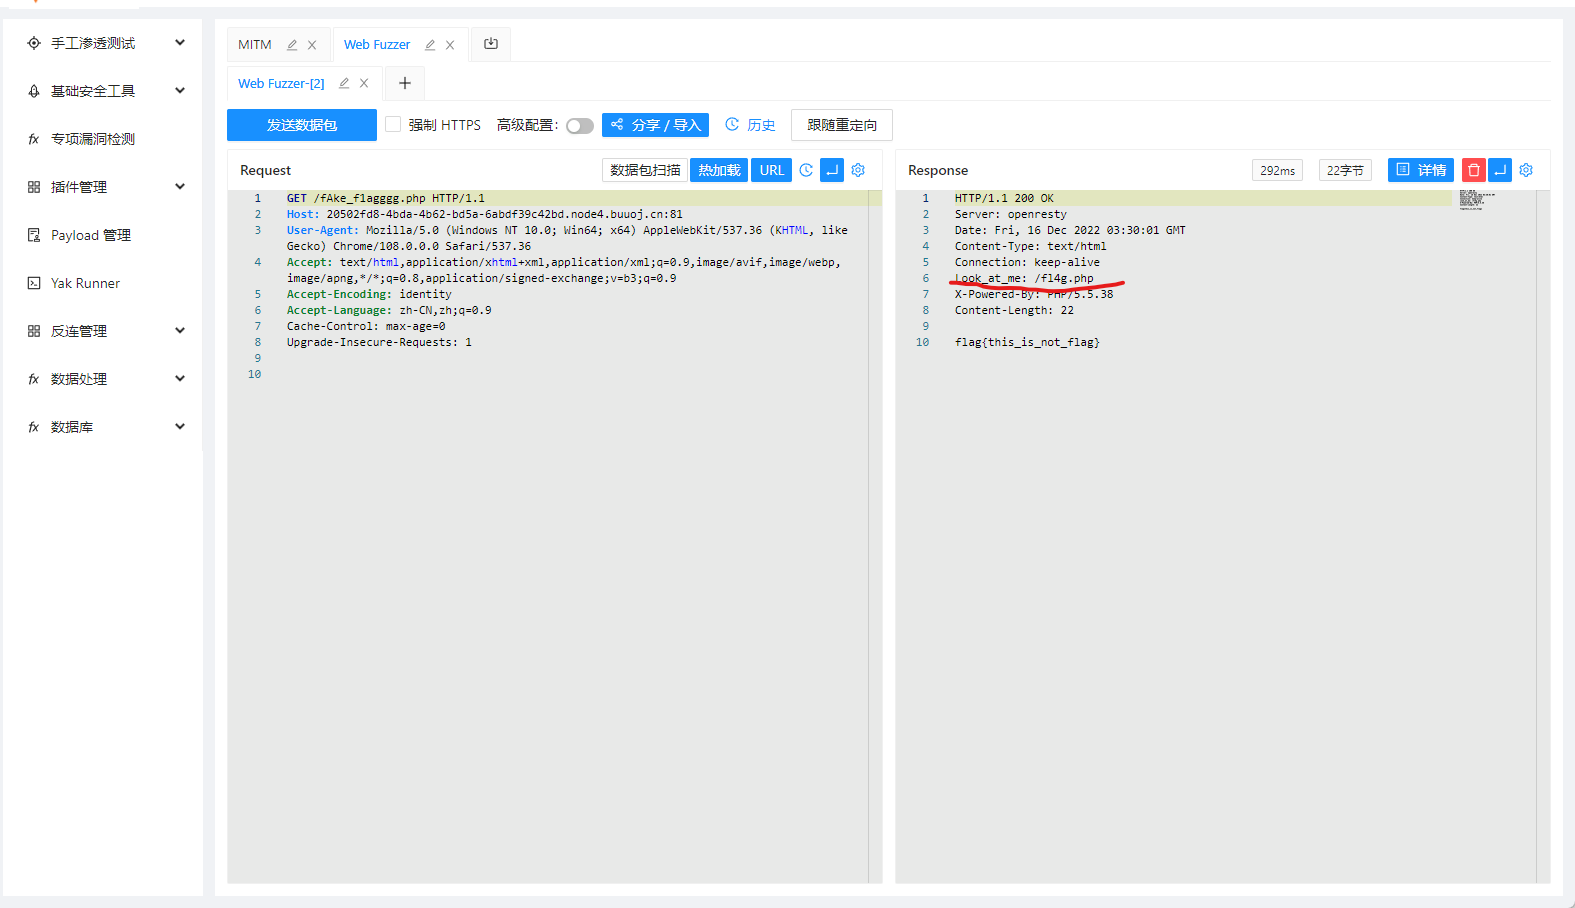 手工渗透测试
基础安全工具
专项漏洞检测
插件管理
Payload 管理
Yak Runner
反连管理
数据处理
数据库
MITM
Web Fuzzer
Web Fuzzer-[2]
发送数据包 强制 HTTPS 高级配置: 分享 / 导入 历史 跟随重定向
Request 数据包扫描 热加载 URL
1 GET /fAke_f1agggg.php HTTP/1.1
2 Host: 20502fd8-4bda-4b62-bd5a-6abdf39c42bd.node4.buuoj.cn:81
3 User-Agent: Mozilla/5.0 (Windows NT 10.0; Win64; x64) AppleWebKit/537.36 (KHTML, like
Gecko) Chrome/108.0.0.0 Safari/537.36
4 Accept: text/html,application/xhtml+xml,application/xml;q=0.9,image/avif,image/webp,
image/apng,*/*;q=0.8,application/signed-exchange;v=b3;q=0.9
5 Accept-Encoding: identity
6 Accept-Language: zh-CN,zh;q=0.9
7 Cache-Control: max-age=0
8 Upgrade-Insecure-Requests: 1
9
10
Response 292ms 22字节 详情
1 HTTP/1.1 200 OK
2 Server: openresty
3 Date: Fri, 16 Dec 2022 03:30:01 GMT
4 Content-Type: text/html
5 Connection: keep-alive
6 Look_at_me: /fl4g.php
7 X-Powered-By: PHP/5.5.38
8 Content-Length: 22
9
10 flag{this_is_not_flag}